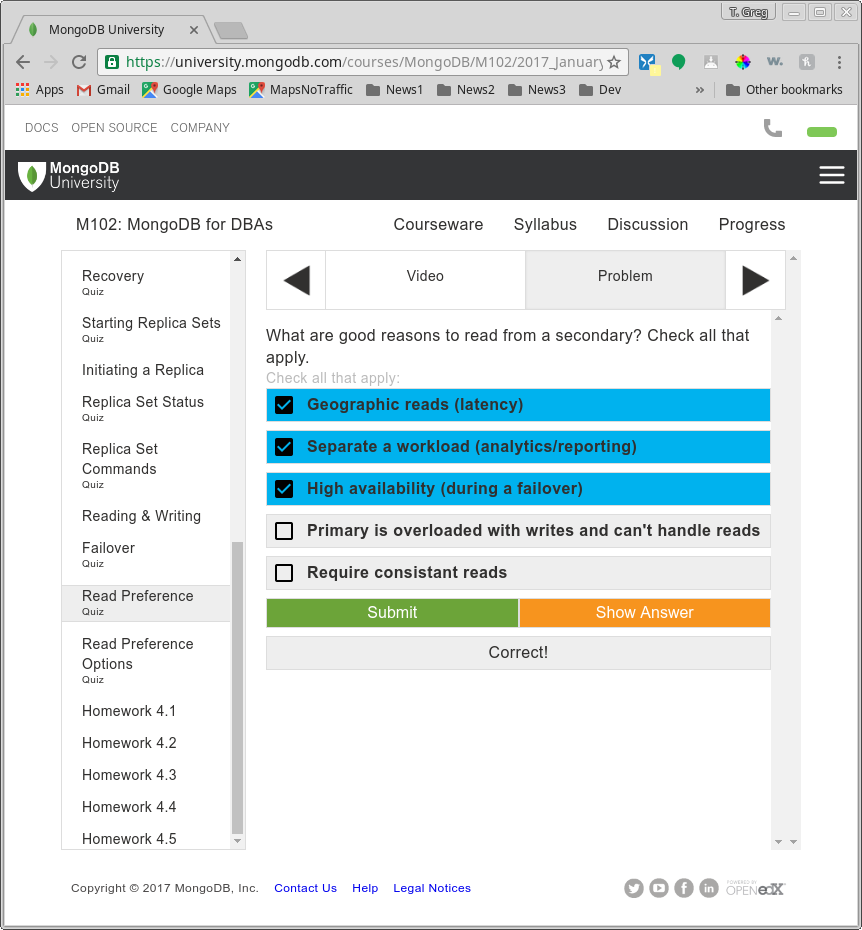 T. Greg
MongoDB University
https://university.mongodb.com/courses/MongoDB/M102/2017_January
Apps Gmail Google Maps MapsNoTraffic News1 News2 News3 Dev » Other bookmarks
DOCS OPEN SOURCE COMPANY
MongoDB
University
M102: MongoDB for DBAs Courseware Syllabus Discussion Progress
Recovery
Quiz
Starting Replica Sets
Quiz
Initiating a Replica
Replica Set Status
Quiz
Replica Set
Commands
Quiz
Reading & Writing
Failover
Quiz
Read Preference
Quiz
Read Preference
Options
Quiz
Homework 4.1
Homework 4.2
Homework 4.3
Homework 4.4
Homework 4.5
Video Problem
What are good reasons to read from a secondary? Check all that
apply.
Check all that apply:
Geographic reads (latency)
Separate a workload (analytics/reporting)
High availability (during a failover)
Primary is overloaded with writes and can't handle reads
Require consistant reads
Submit Show Answer
Correct!
Copyright © 2017 MongoDB, Inc. Contact Us Help Legal Notices
POWERED BY
OPEN edX